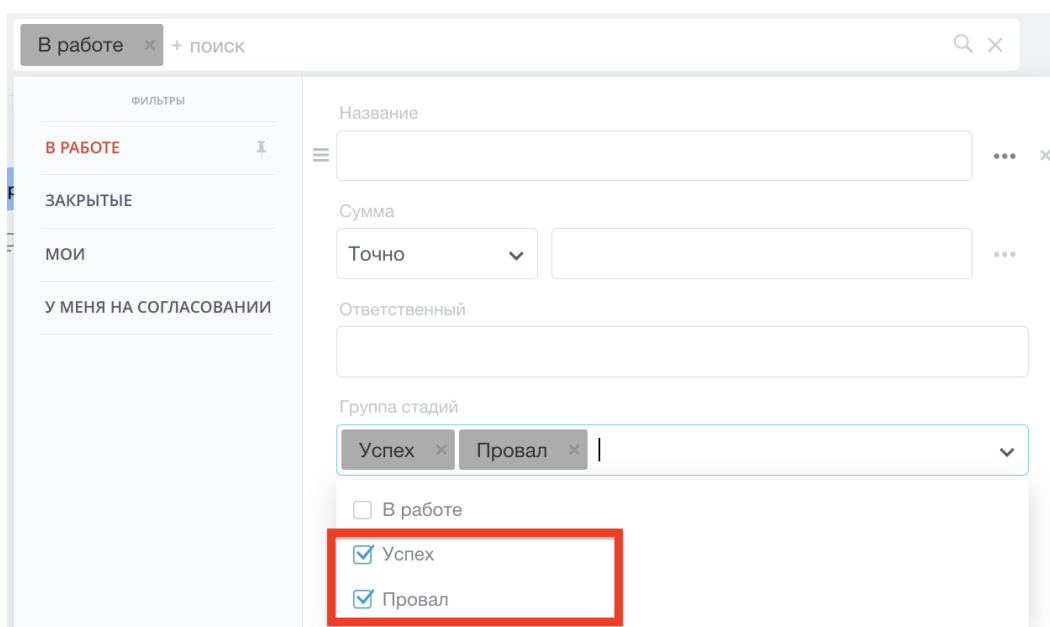 В работе × + поиск
ФИЛЬТРЫ
В РАБОТЕ
ЗАКРЫТЫЕ
МОИ
У МЕНЯ НА СОГЛАСОВАНИИ
Название
Сумма
Точно
Ответственный
Группа стадий
Успех × Провал ×
В работе
Успех
Провал